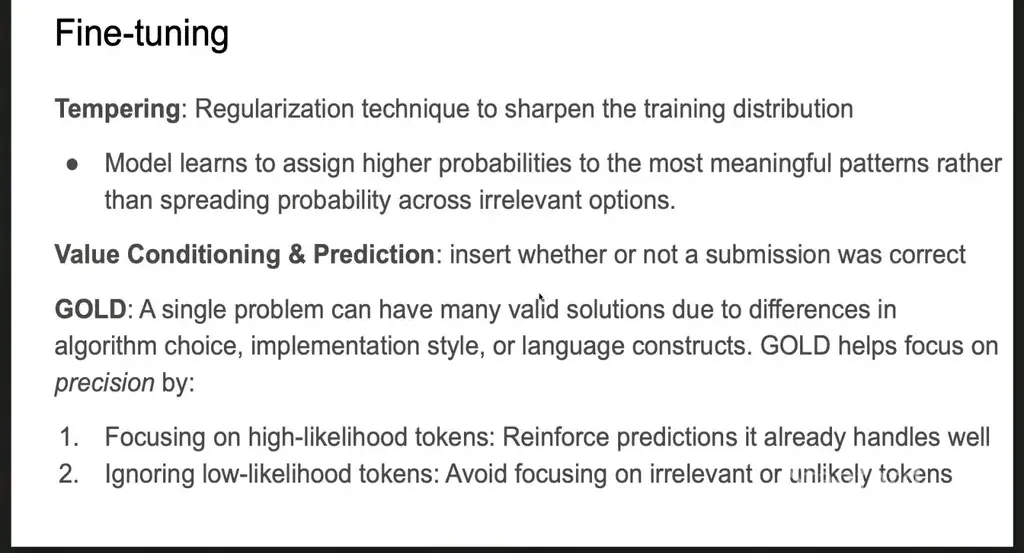 Fine-tuning
Tempering: Regularization technique to sharpen the training distribution
● Model learns to assign higher probabilities to the most meaningful patterns rather
than spreading probability across irrelevant options.
Value Conditioning & Prediction: insert whether or not a submission was correct
GOLD: A single problem can have many valid solutions due to differences in
algorithm choice, implementation style, or language constructs. GOLD helps focus on
precision by:
1. Focusing on high-likelihood tokens: Reinforce predictions it already handles well
2. Ignoring low-likelihood tokens: Avoid focusing on irrelevant or unlikely tokens